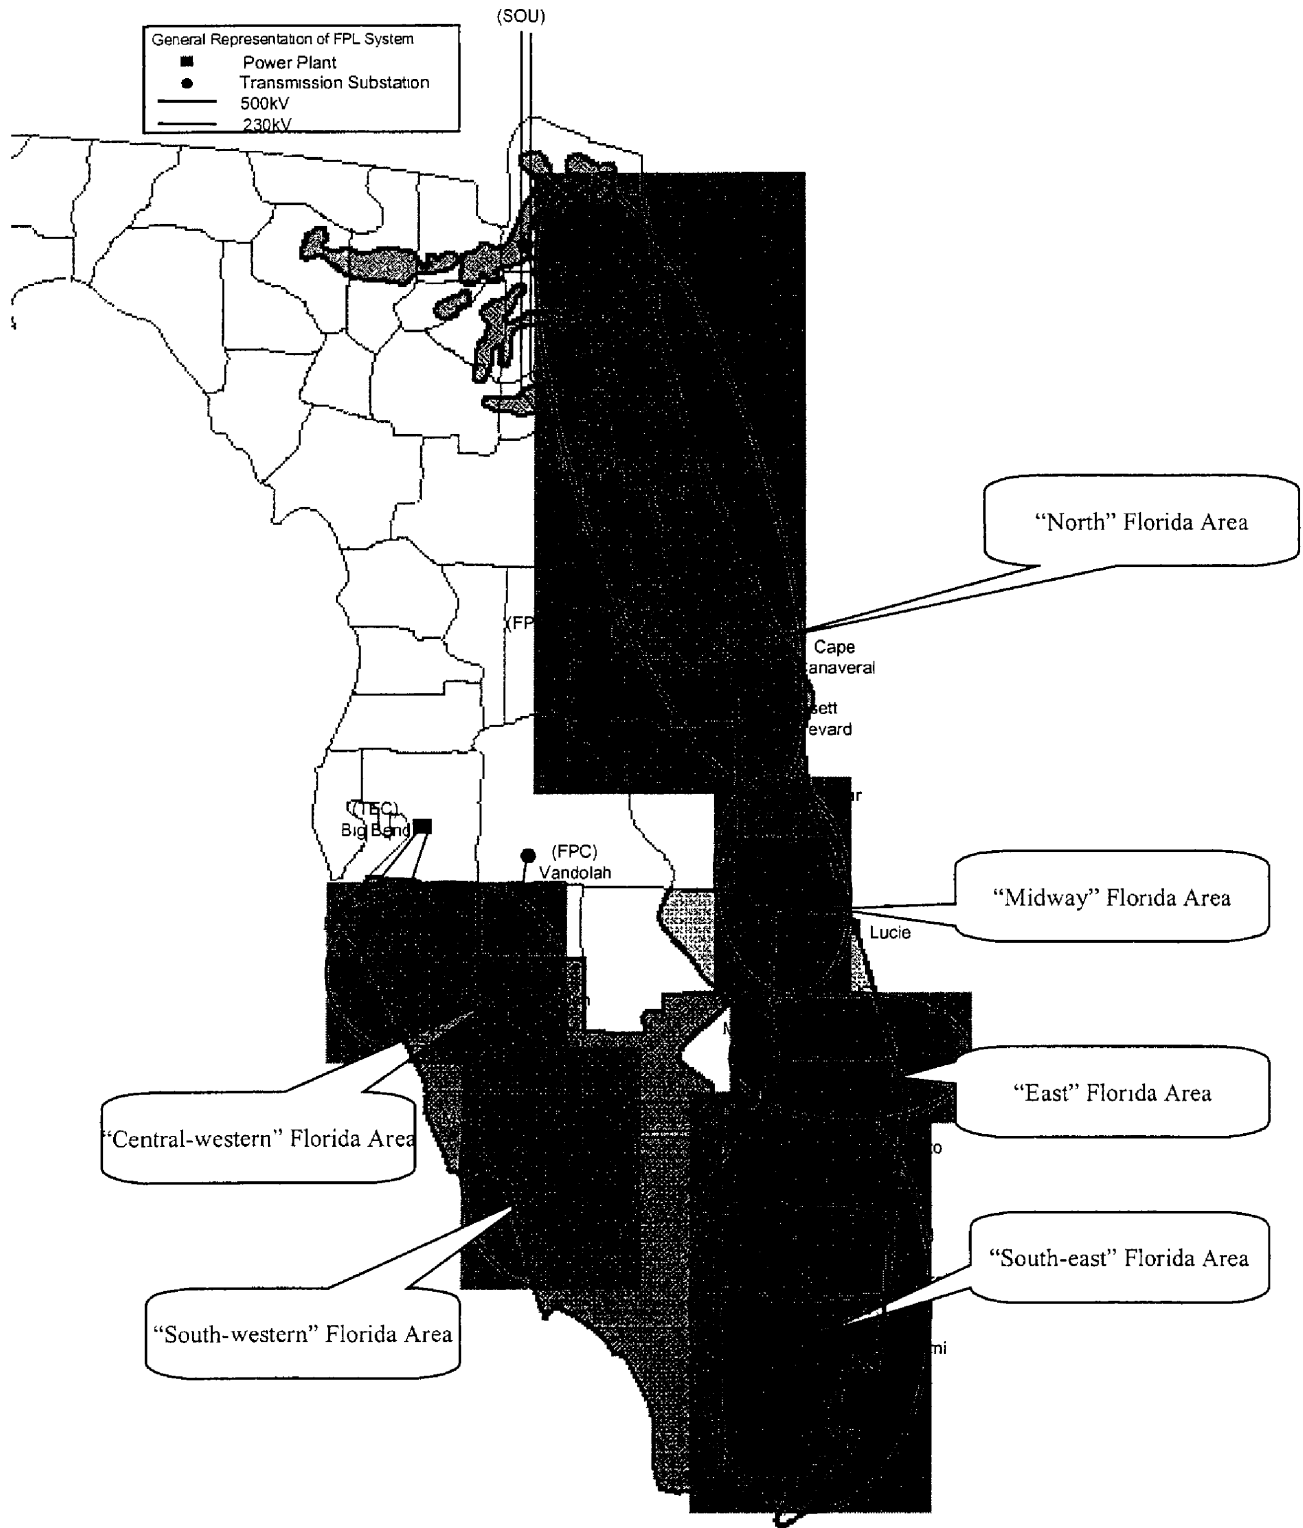 (SOU)
General Representation of FPL System
Power Plant
Transmission Substation
500kV
230kV
"North" Florida Area
(FP
Cape
anaveral
sett
evard
(TEC)
Big Bend
(FPC)
Vandolah
"Midway" Florida Area
Lucie
"East" Florida Area
"Central-western" Florida Area
"South-east" Florida Area
"South-western" Florida Area